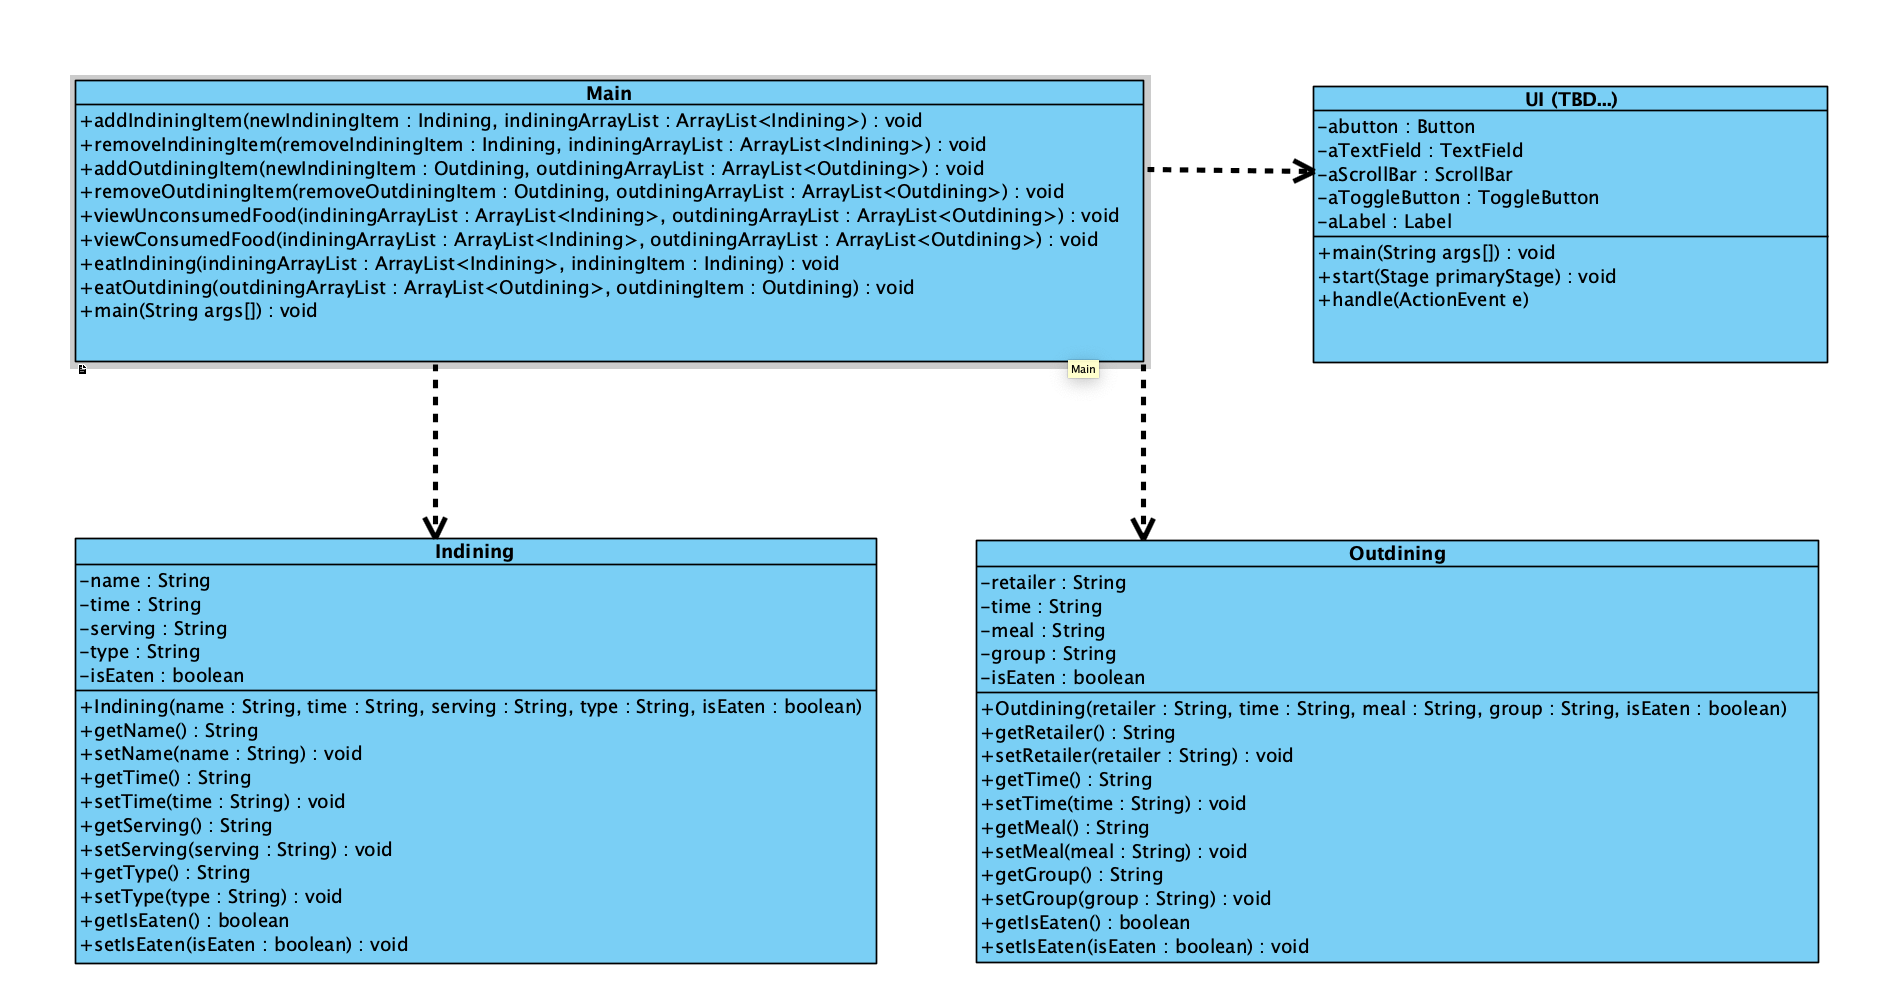 Main
+addIndiningItem(newIndiningItem : Indining, indiningArrayList : ArrayList<Indining>) : void
+removeIndiningItem(removeIndiningItem : Indining, indiningArrayList : ArrayList<Indining>) : void
+addOutdiningItem(newIndiningItem : Outdining, outdiningArrayList : ArrayList<Outdining>) : void
+removeOutdiningItem(removeOutdiningItem : Outdining, outdiningArrayList : ArrayList<Outdining>) : void
+viewUnconsumedFood(indiningArrayList : ArrayList<Indining>, outdiningArrayList : ArrayList<Outdining>) : void
+viewConsumedFood(indiningArrayList : ArrayList<Indining>, outdiningArrayList : ArrayList<Outdining>) : void
+eatIndining(indiningArrayList : ArrayList<Indining>, indiningItem : Indining) : void
+eatOutdining(outdiningArrayList : ArrayList<Outdining>, outdiningItem : Outdining) : void
+main(String args[]) : void
Main
UI (TBD...)
-abutton : Button
-aTextField : TextField
-aScrollBar : ScrollBar
-aToggleButton : ToggleButton
-aLabel : Label
+main(String args[]) : void
+start(Stage primaryStage) : void
+handle(ActionEvent e)
Indining
-name : String
-time : String
-serving : String
-type : String
-isEaten : boolean
+Indining(name : String, time : String, serving : String, type : String, isEaten : boolean)
+getName() : String
+setName(name : String) : void
+getTime() : String
+setTime(time : String) : void
+getServing() : String
+setServing(serving : String) : void
+getType() : String
+setType(type : String) : void
+getIsEaten() : boolean
+setIsEaten(isEaten : boolean) : void
Outdining
-retailer : String
-time : String
-meal : String
-group : String
-isEaten : boolean
+Outdining(retailer : String, time : String, meal : String, group : String, isEaten : boolean)
+getRetailer() : String
+setRetailer(retailer : String) : void
+getTime() : String
+setTime(time : String) : void
+getMeal() : String
+setMeal(meal : String) : void
+getGroup() : String
+setGroup(group : String) : void
+getIsEaten() : boolean
+setIsEaten(isEaten : boolean) : void